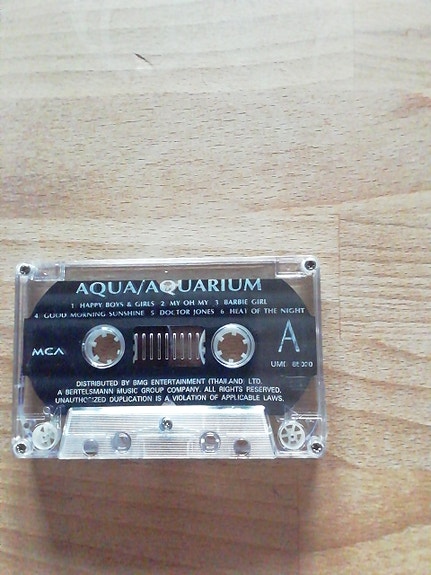 AQUA/AQUARIUM
1 HAPPY BOYS & GIRLS 2 MY OH MY 3 BARBIE GIRL
4 GOOD MORNING SUNSHINE 5 DOCTOR JONES 6 HEAT OF THE NIGHT
MCA
A
UMI
DISTRIBUTED BY BMG ENTERTAINMENT (THAILAND) LTD.
A BERTELSMANN MUSIC GROUP COMPANY. ALL RIGHTS RESERVED.
UNAUTHORIZED DUPLICATION IS A VIOLATION OF APPLICABLE LAWS.